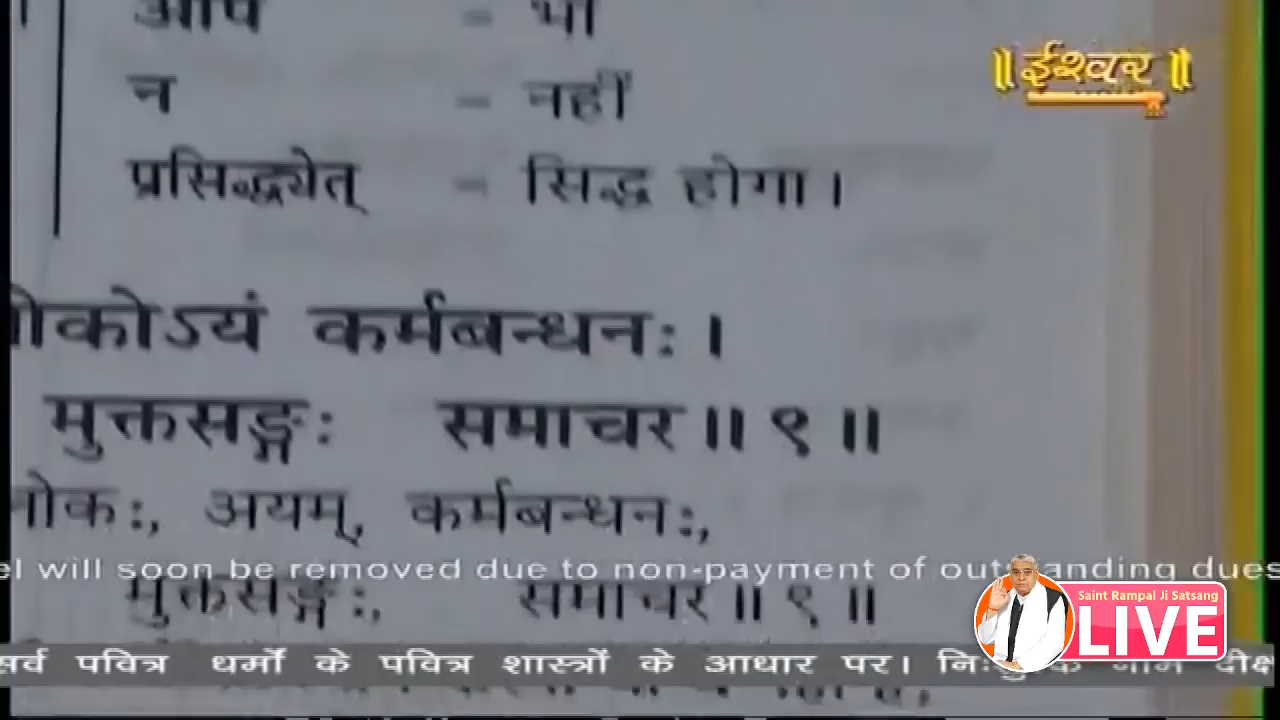 अपि - भी
॥ ईश्वर ॥
न - नहीं
प्रसिद्ध्येत् - सिद्ध होगा।
कर्मबन्धनः।
मुक्तसङ्गः समाचर॥९॥
अयम्, कर्मबन्धनः,
will soon be removed due to non-payment of outstanding dues
मुक्तसङ्गः, समाचर॥९॥
Saint Rampal Ji Satsang
LIVE
सर्व पवित्र धर्मों के पवित्र शास्त्रों के आधार पर।